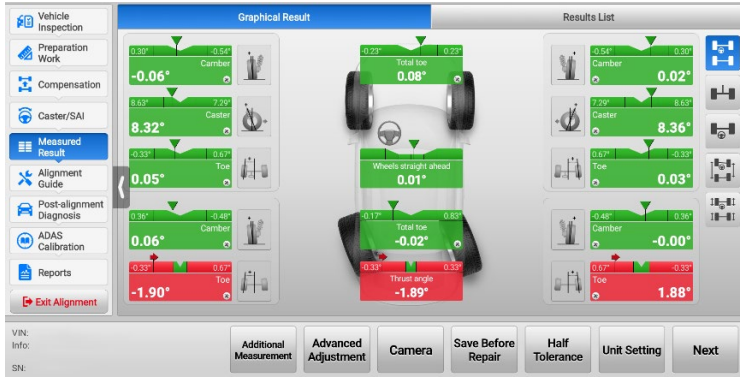 Vehicle
Inspection
Preparation
Work
Compensation
Caster/SAI
Measured
Result
Alignment
Guide
Post-alignment
Diagnosis
ADAS
Calibration
Reports
Exit Alignment
Graphical Result
Results List
0.30° -0.54°
Camber
-0.06°
8.63° 7.29°
Caster
8.32°
-0.33° 0.67°
Toe
0.05°
0.36° -0.48°
Camber
0.06°
-0.33° 0.67°
Toe
-1.90°
-0.23° 0.23°
Total toe
0.08°
Wheels straight ahead
0.01°
-0.17° 0.83°
Total toe
-0.02°
-0.33° 0.33°
Thrust angle
-1.89°
-0.54° 0.30°
Camber
0.02°
7.29° 8.63°
Caster
8.36°
0.67° -0.33°
Toe
0.03°
-0.48° 0.36°
Camber
-0.00°
0.67° -0.33°
Toe
1.88°
VIN:
Info:
SN:
Additional
Measurement
Advanced
Adjustment
Camera
Save Before
Repair
Half
Tolerance
Unit Setting
Next